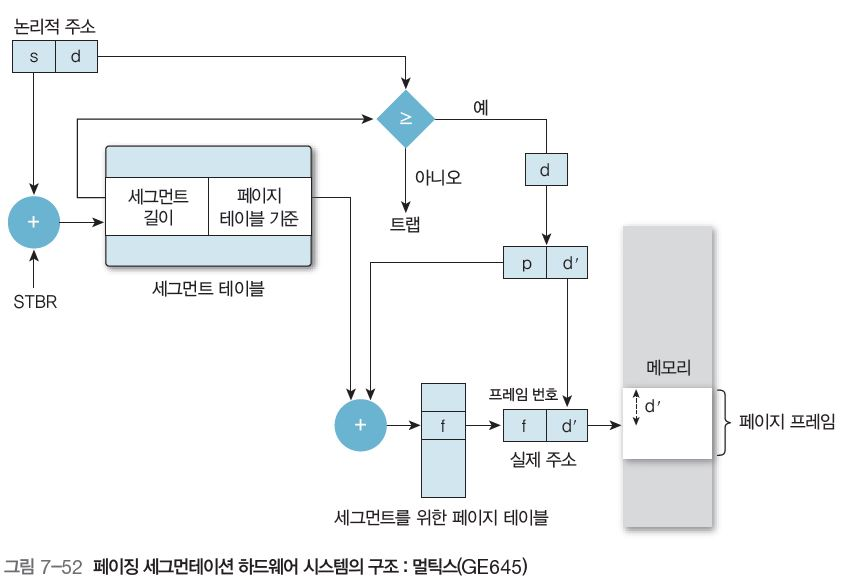 논리적 주소
s d
≥
예
d
아니오
트랩
세그먼트 길이
페이지 테이블 기준
+
STBR
세그먼트 테이블
p d′
메모리
d′
페이지 프레임
프레임 번호
+
f
f d′
실제 주소
세그먼트를 위한 페이지 테이블
그림 7-52 페이징 세그먼테이션 하드웨어 시스템의 구조 : 멀틱스(GE645)